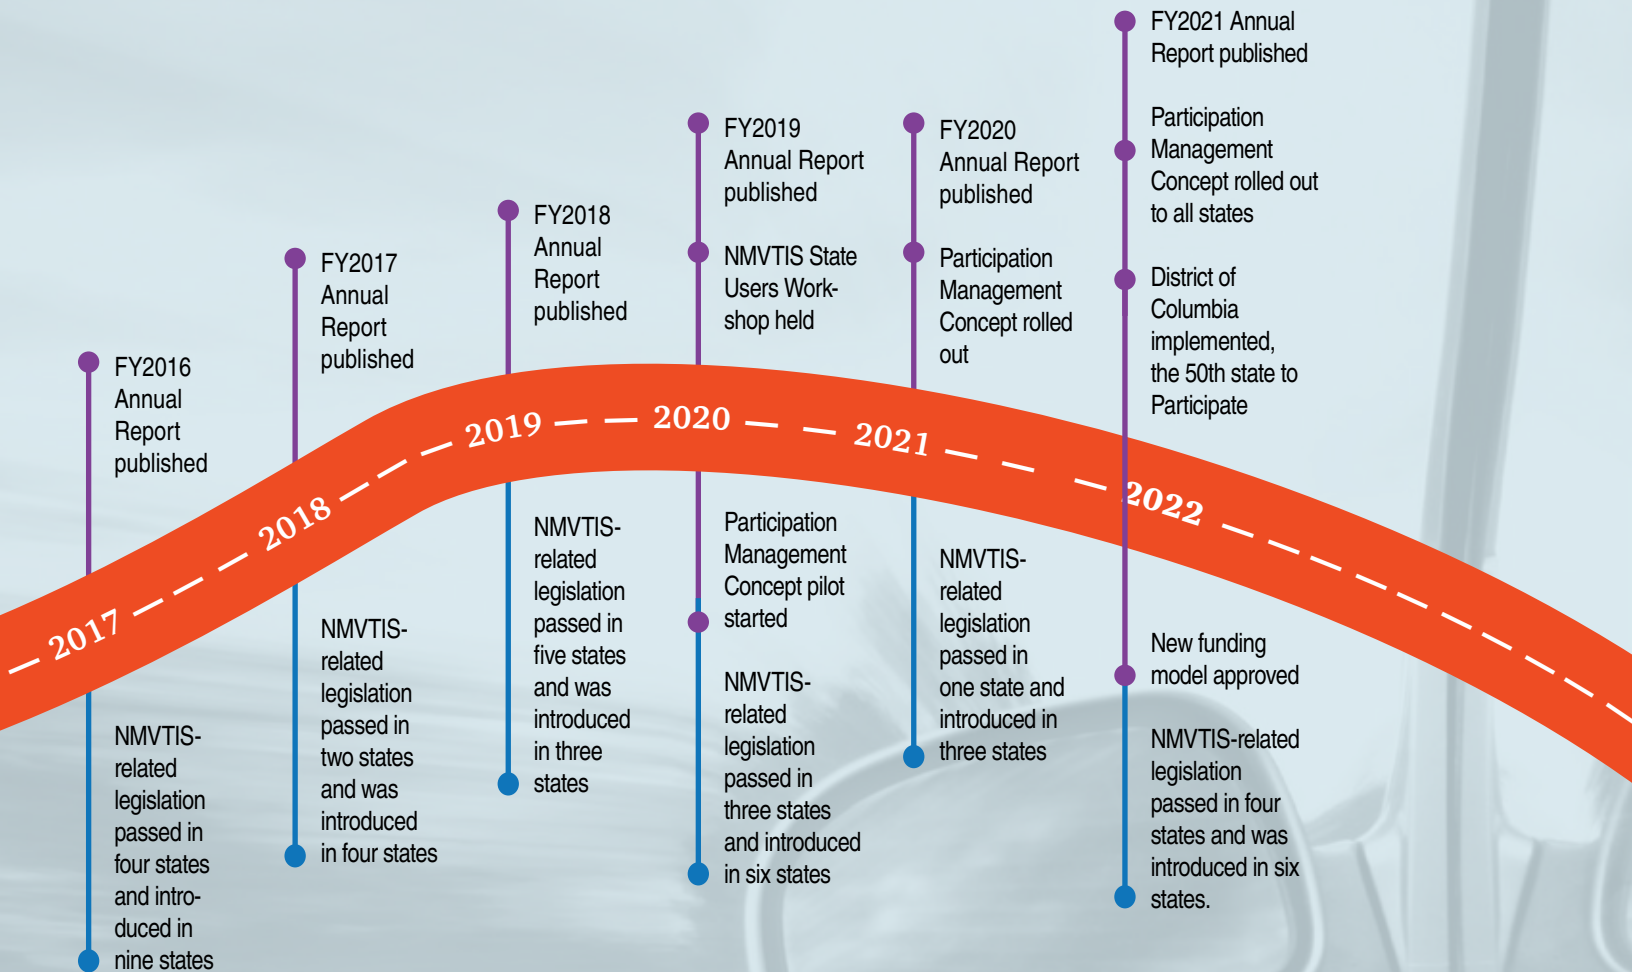 FY2016
Annual
Report
published
2017
NMVTIS-
related
legislation
passed in
four states
and intro-
duced in
nine states
FY2017
Annual
Report
published
2018
NMVTIS-
related
legislation
passed in
two states
and was
introduced
in four states
FY2018
Annual
Report
published
2019
NMVTIS-
related
legislation
passed in
five states
and was
introduced
in three
states
FY2019
Annual Report
published
NMVTIS State
Users Work-
shop held
2020
Participation
Management
Concept pilot
started
NMVTIS-
related
legislation
passed in
three states
and introduced
in six states
FY2020
Annual Report
published
Participation
Management
Concept rolled
out
2021
NMVTIS-
related
legislation
passed in
one state and
introduced in
three states
FY2021 Annual
Report published
Participation
Management
Concept rolled out
to all states
District of
Columbia
implemented,
the 50th state to
Participate
2022
New funding
model approved
NMVTIS-related
legislation
passed in four
states and was
introduced in six
states.